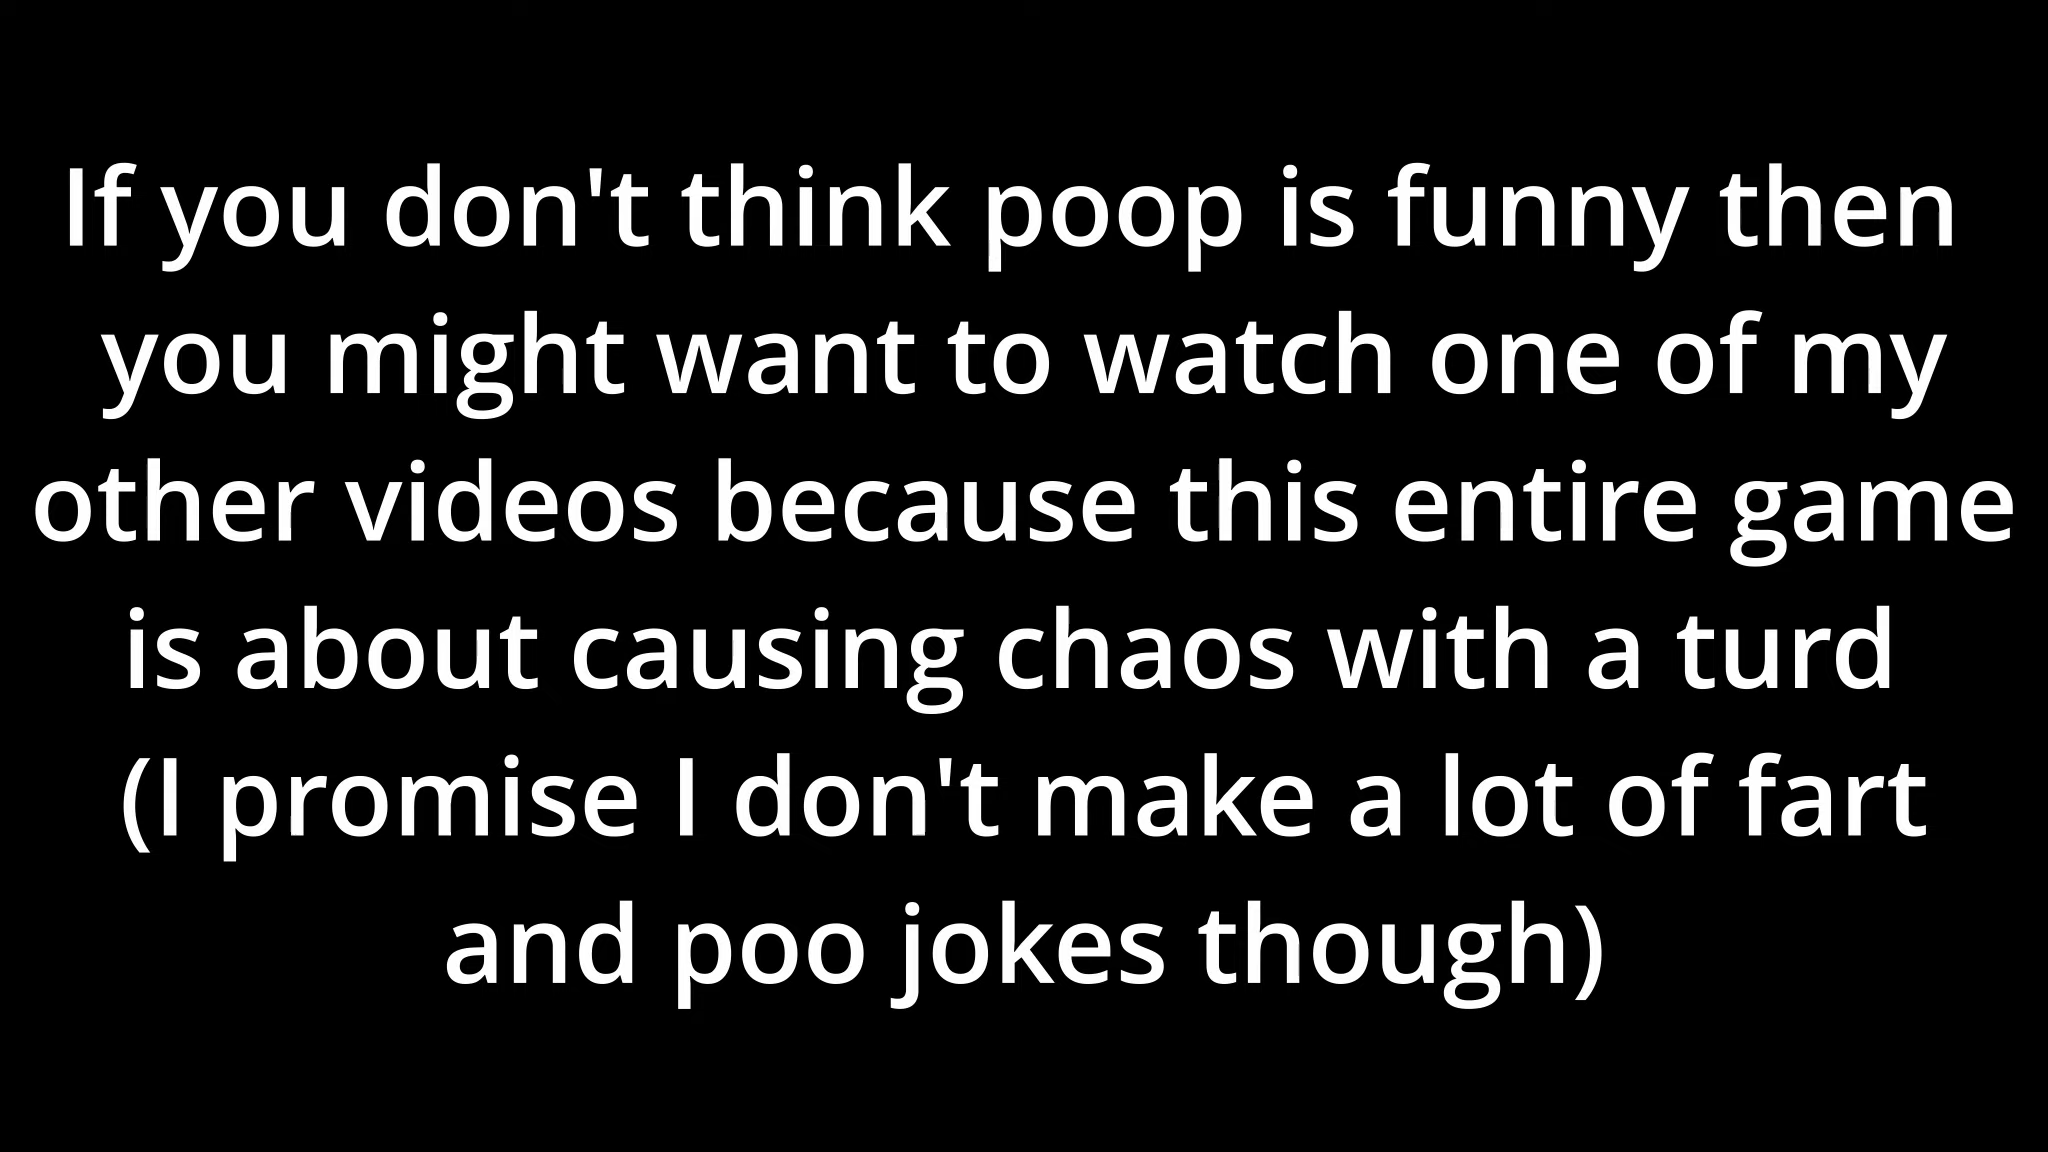 If you don't think poop is funny then
you might want to watch one of my
other videos because this entire game
is about causing chaos with a turd
(I promise I don't make a lot of fart
and poo jokes though)